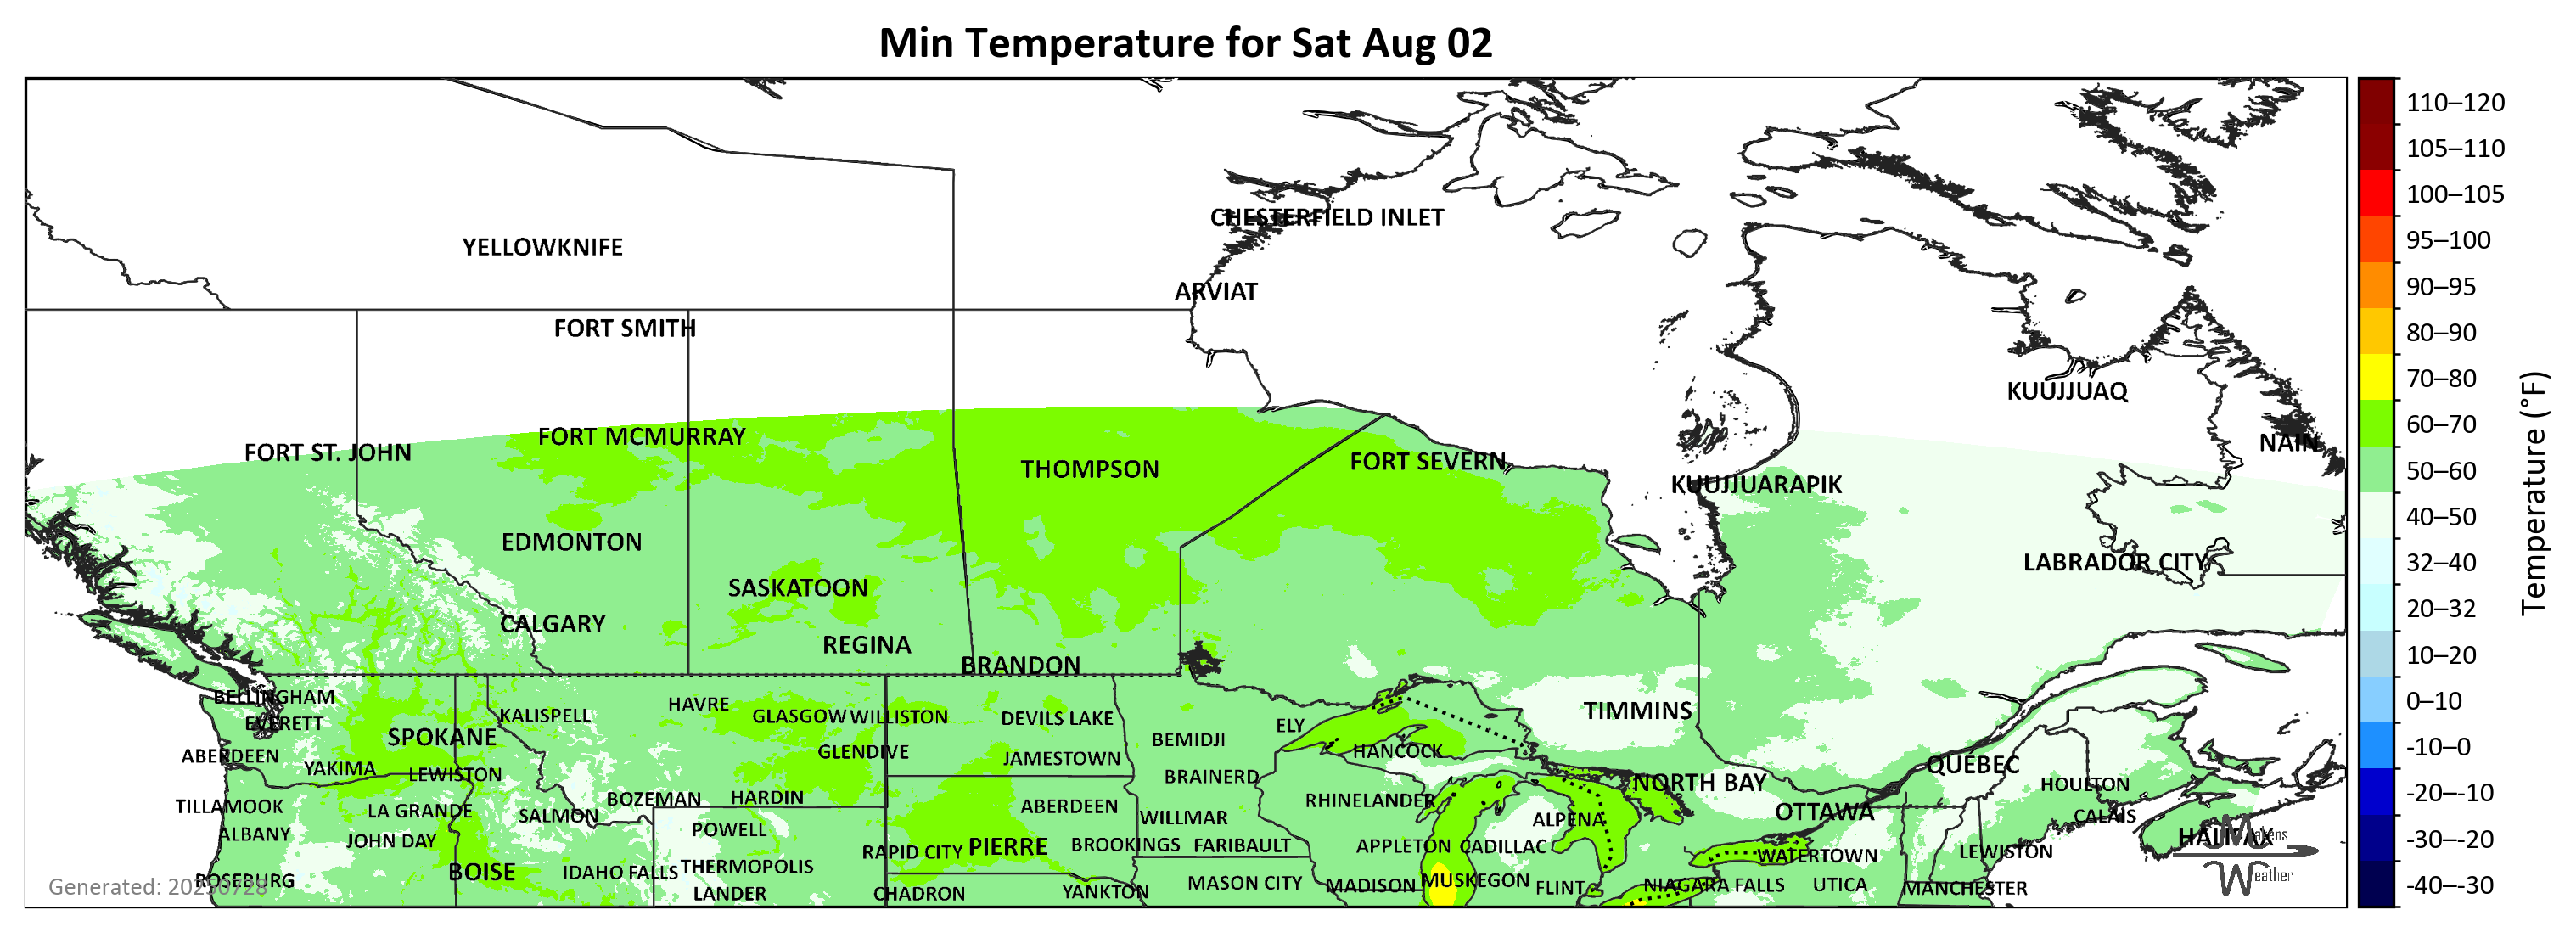 Min Temperature for Sat Aug 02
CHESTERFIELD INLET
YELLOWKNIFE
ARVIAT
FORT SMITH
KUUJJUAQ
FORT MCMURRAY
NAIN
FORT ST. JOHN
FORT SEVERN
THOMPSON
KUUJJUARAPIK
EDMONTON
LABRADOR CITY
SASKATOON
CALGARY
REGINA
BRANDON
BELLINGHAM
HAVRE
TIMMINS
KALISPELL
GLASGOW
WILLISTON
DEVILS LAKE
EVERETT
ELY
SPOKANE
BEMIDJI
HANCOCK
GLENDIVE
ABERDEEN
JAMESTOWN
QUÉBEC
YAKIMA
LEWISTON
BRAINERD
NORTH BAY
HOULTON
BOZEMAN
HARDIN
RHINELANDER
TILLAMOOK
LA GRANDE
SALMON
ABERDEEN
WILLMAR
ALPENA
OTTAWA
CALAIS
ALBANY
JOHN DAY
POWELL
HALIFAX
RAPID CITY
PIERRE
BROOKINGS
FARIBAULT
APPLETON
CADILLAC
WATERTOWN
LEWISTON
BOISE
IDAHO FALLS
THERMOPOLIS
ROSEBURG
MASON CITY
MADISON
MUSKEGON
FLINT
NIAGARA FALLS
UTICA
MANCHESTER
LANDER
CHADRON
YANKTON
Generated: 20250728
Weather
110–120
105–110
100–105
95–100
90–95
80–90
70–80
60–70
50–60
40–50
32–40
20–32
10–20
0–10
-10–0
-20–-10
-30–-20
-40–-30
Temperature (°F)